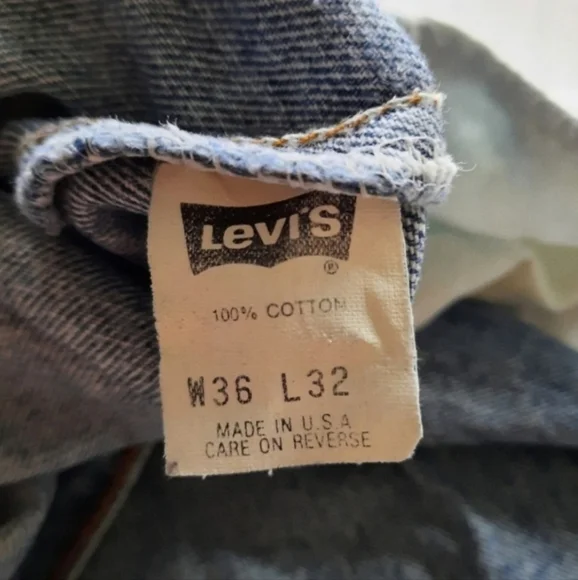 Levi's
®
100% COTTON
W36 L32
MADE IN U.S.A
CARE ON REVERSE